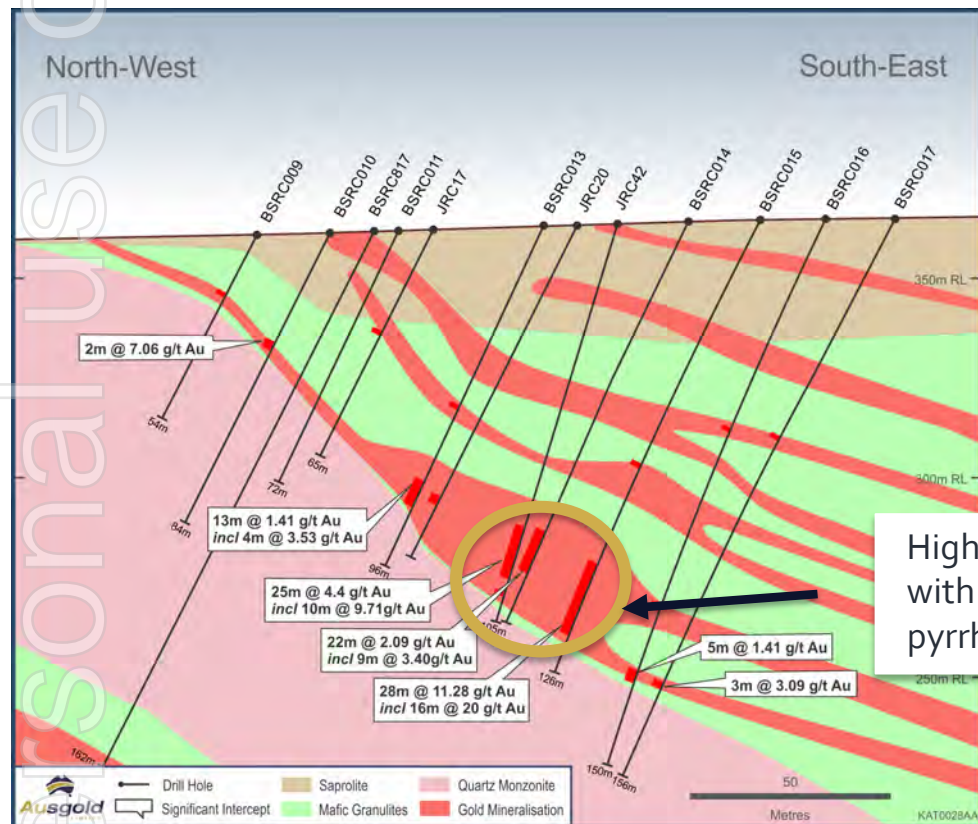 rsonal use o
North-West
South-East
BSRC009
BSRC010
BSRC817
BSRC011
JRC17
BSRC013
JRC20
JRC42
BSRC014
BSRC015
BSRC016
BSRC017
350m RL
2m @ 7.06 g/t Au
54m
65m
300m RL
72m
84m
13m @ 1.41 g/t Au
incl 4m @ 3.53 g/t Au
96m
High
with
pyrrh
25m @ 4.4 g/t Au
incl 10m @ 9.71g/t Au
105m
22m @ 2.09 g/t Au
incl 9m @ 3.40g/t Au
5m @ 1.41 g/t Au
250m RL
126m
28m @ 11.28 g/t Au
incl 16m @ 20 g/t Au
3m @ 3.09 g/t Au
162m
150m
156m
Ausgold
Drill Hole
Saprolite
Quartz Monzonite
Significant Intercept
Mafic Granulites
Gold Mineralisation
50
Metres
KAT0028A